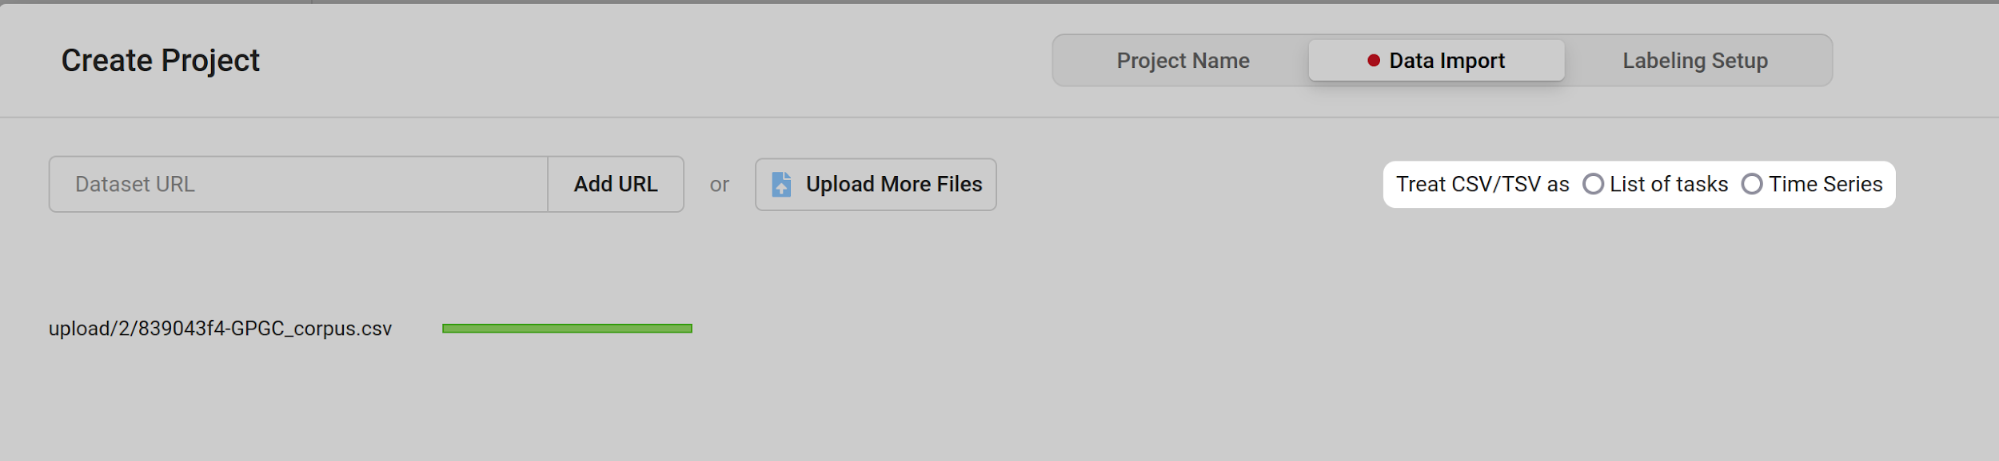 Create Project
Project Name
Data Import
Labeling Setup
Dataset URL
Add URL
or
Upload More Files
Treat CSV/TSV as List of tasks Time Series
upload/2/839043f4-GPGC_corpus.csv